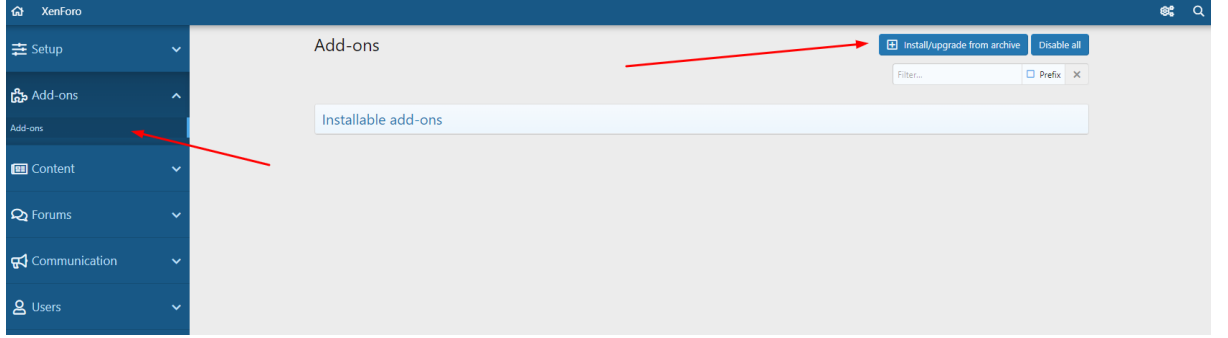 XenForo
Setup
Add-ons
Add-ons
Content
Forums
Communication
Users
Add-ons
Install/upgrade from archive
Disable all
Filter...
Prefix
Installable add-ons